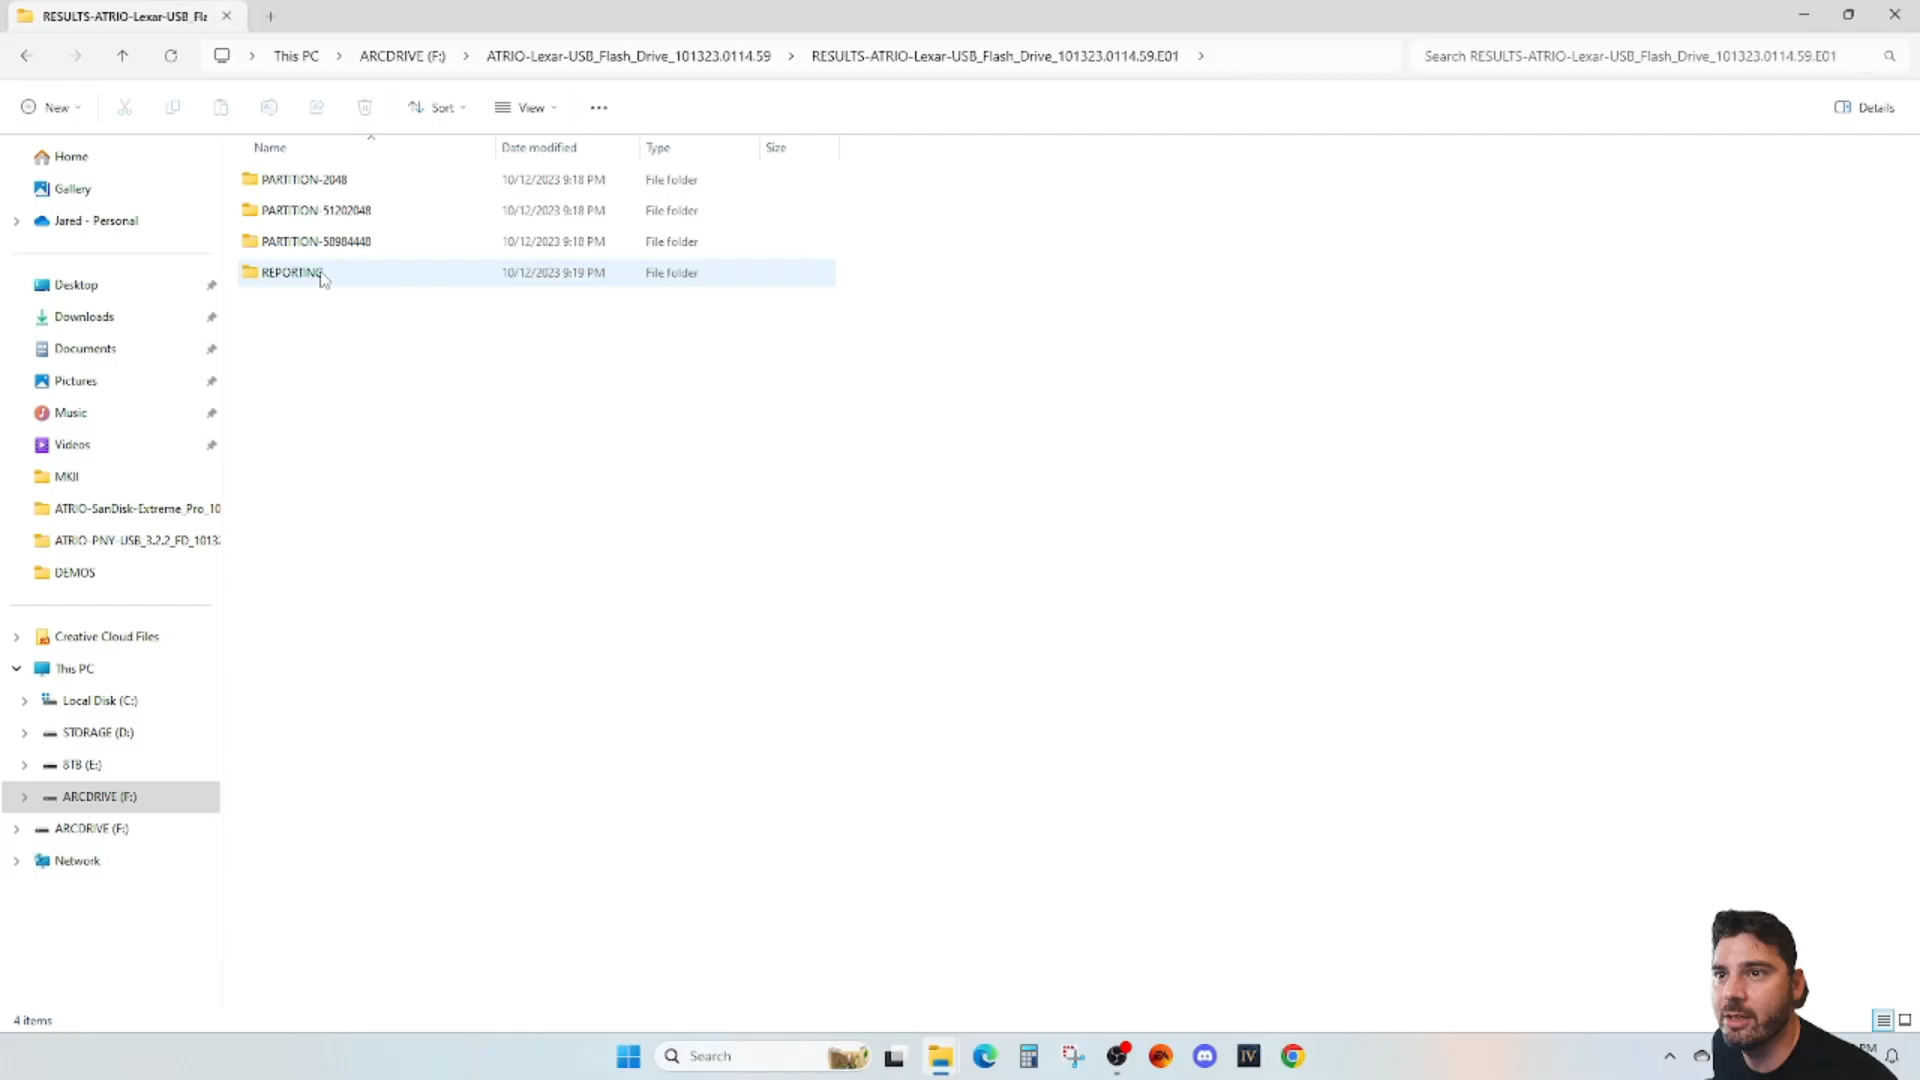 RESULTS-ATRIO-Lexar-USB_Fla
This PC
ARCDRIVE (F:)
ATRIO-Lexar-USB_Flash_Drive_101323.0114.59
RESULTS-ATRIO-Lexar-USB_Flash_Drive_101323.0114.59.E01
Search RESULTS-ATRIO-Lexar-USB_Flash_Drive_101323.0114.59.E01
New
Sort
View
Details
Name
Date modified
Type
Size
PARTITION-2048
10/12/2023 9:18 PM
File folder
PARTITION-51202048
10/12/2023 9:18 PM
File folder
PARTITION-58984448
10/12/2023 9:18 PM
File folder
REPORTING
10/12/2023 9:19 PM
File folder
Home
Gallery
Jared - Personal
Desktop
Downloads
Documents
Pictures
Music
Videos
MKII
ATRIO-SanDisk-Extreme_Pro_10
ATRIO-PNY-USB_3.2.2_FD_1013
DEMOS
Creative Cloud Files
This PC
Local Disk (C:)
STORAGE (D:)
8TB (E:)
ARCDRIVE (F:)
ARCDRIVE (F:)
Network
4 items
Search
EA
IV
PM